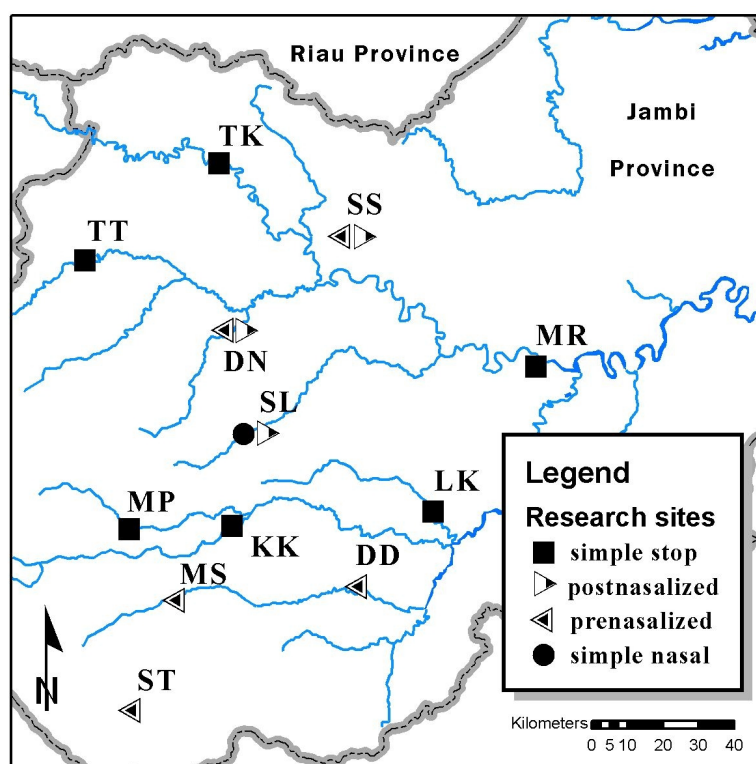 Riau Province
Jambi
Province
TK
SS
TT
MR
DN
SL
LK
MP
KK
DD
MS
ST
N
Legend
Research sites
simple stop
postnasalized
prenasalized
simple nasal
Kilometers
0 5 10 20 30 40